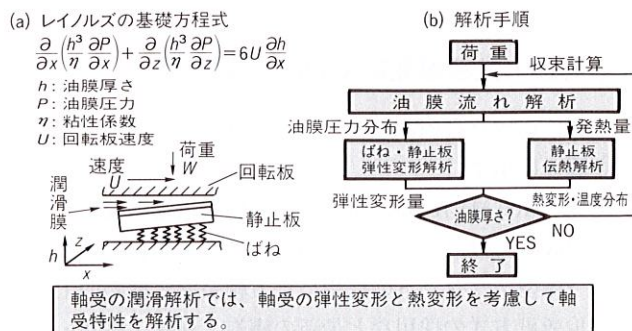 (a) レイノルズの基礎方程式
∂/∂x(h³/η ∂P/∂x)+∂/∂z(h³/η ∂P/∂z)=6U ∂h/∂x
h:油膜厚さ
P:油膜圧力
η:粘性係数
U:回転板速度
荷重
W
速度
U
回転板
潤滑膜
静止板
ばね
h
z
x
(b) 解析手順
荷重
収束計算
油膜流れ解析
油膜圧力分布
発熱量
ばね・静止板
弾性変形解析
静止板
伝熱解析
弾性変形量
熱変形・温度分布
油膜厚さ?
NO
YES
終了
軸受の潤滑解析では、軸受の弾性変形と熱変形を考慮して軸
受特性を解析する。